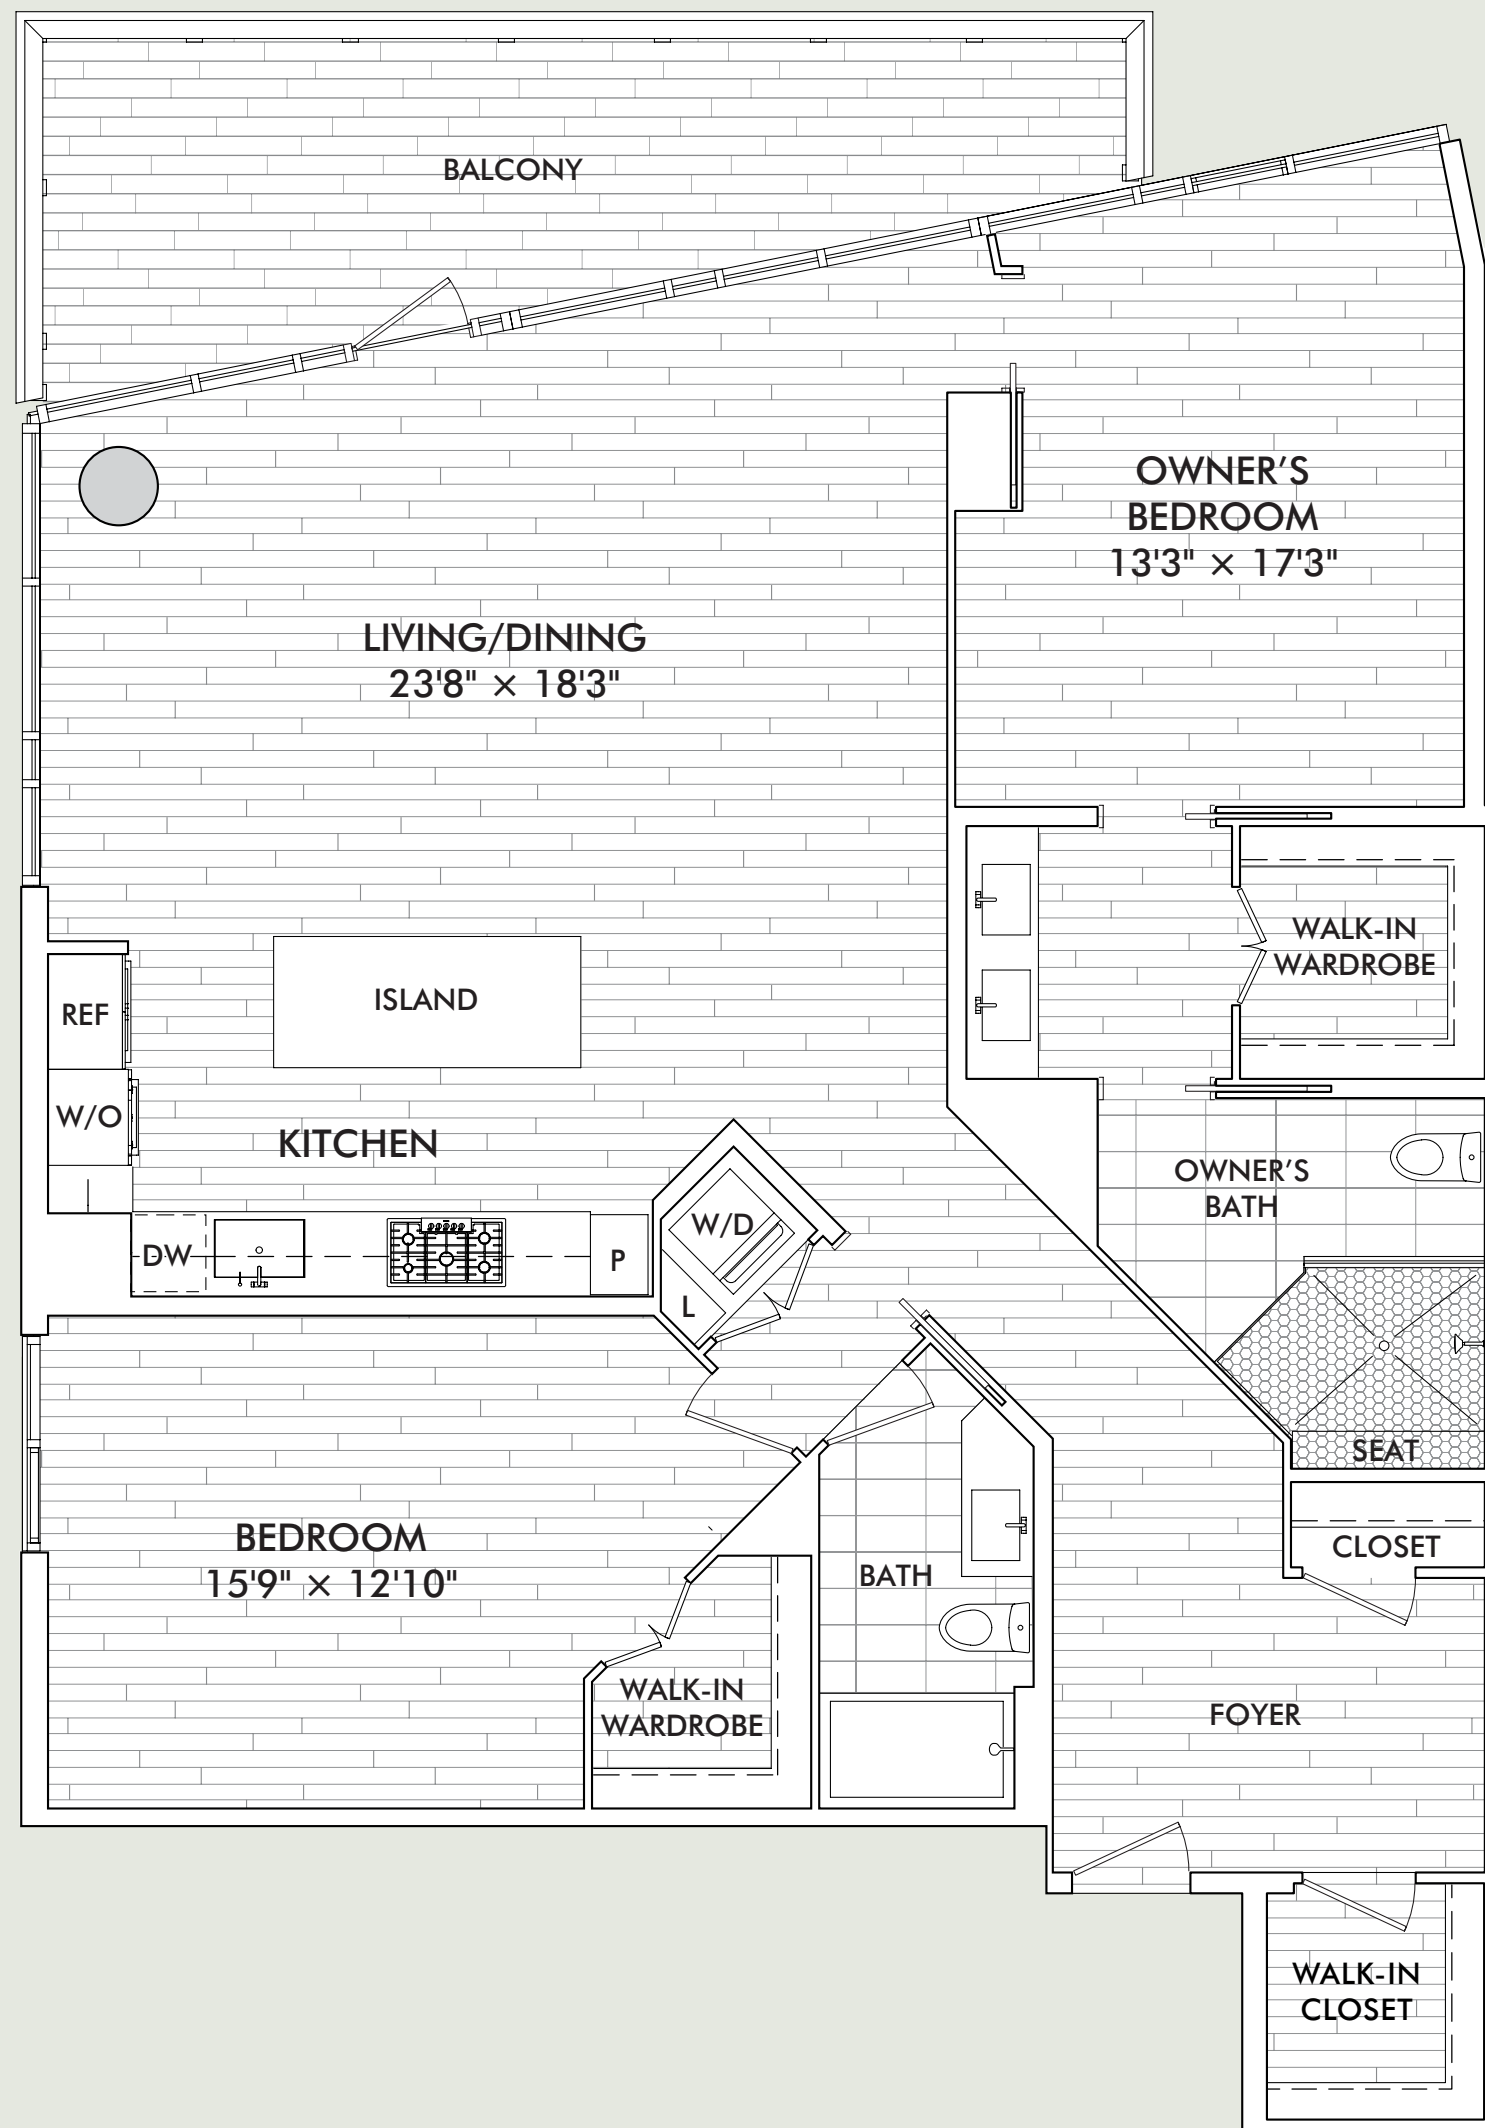 BALCONY
OWNER’S
BEDROOM
13'3" × 17'3"
LIVING/DINING
23'8" × 18'3"
WALK-IN
WARDROBE
REF
ISLAND
W/O
KITCHEN
OWNER’S
BATH
W/D
DW
P
L
SEAT
BEDROOM
15'9" × 12'10"
CLOSET
BATH
WALK-IN
WARDROBE
FOYER
WALK-IN
CLOSET